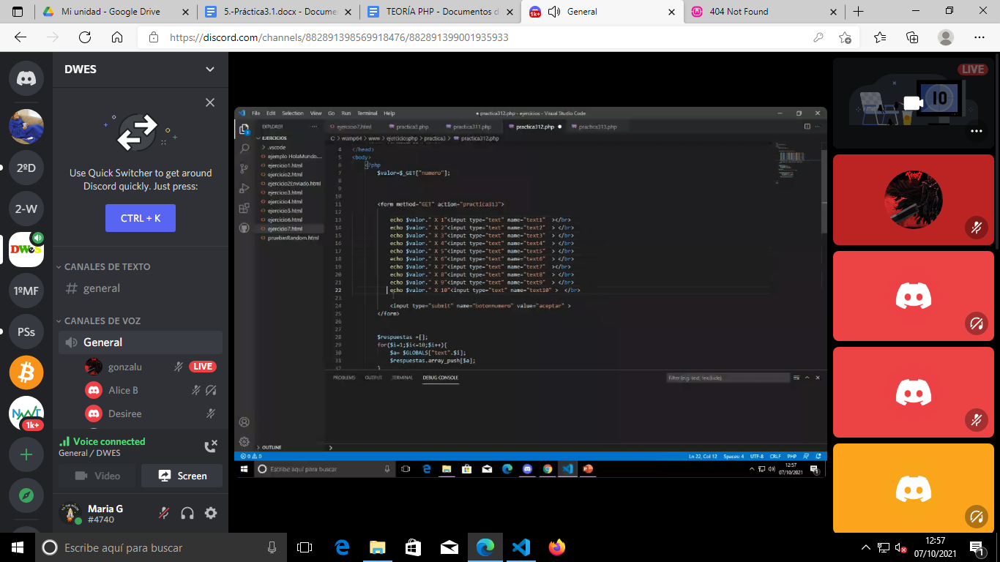 Mi unidad - Google Drive
5.-Práctica3.1.docx - Docume
TEORÍA PHP - Documentos d
1k+
General
404 Not Found
https://discord.com/channels/882891398569918476/882891399001935933
DWES
Use Quick Switcher to get around
Discord quickly. Just press:
CTRL + K
2ºD
2-W
DWeS
1ºMF
PSs
NWT
1k+
CANALES DE TEXTO
general
CANALES DE VOZ
General
gonzalu
LIVE
Alice B
Desiree
Voice connected
General / DWES
Video
Screen
Maria G
#4740
File Edit Selection View Go Run Terminal Help
practica312.php - ejercicios - Visual Studio Code
EXPLORER
ejercicio7.html
practica3.php
practica311.php
practica312.php
practica313.php
EJERCICIOS
C: > wamp64 > www > ejerciciosphp > practica3 > practica312.php
.vscode
ejemplo HolaMundo...
ejercicio1.html
ejercicio2.html
ejercicio2Enviado.html
ejercicio3.html
ejercicio4.html
ejercicio5.html
ejercicio6.html
ejercicio7.html
pruebasRandom.html
4 </head>
5 <body>
6 <?php
7 $valor=$_GET["numero"];
8
9
10
11 <form method="GET" action="practica313">
12
13 echo $valor." X 1"<input type="text" name="text1" ></br>
14 echo $valor." X 2"<input type="text" name="text2" > </br>
15 echo $valor." X 3"<input type="text" name="text3" > </br>
16 echo $valor." X 4"<input type="text" name="text4" > </br>
17 echo $valor." X 5"<input type="text" name="text5" > </br>
18 echo $valor." X 6"<input type="text" name="text6" > </br>
19 echo $valor." X 7"<input type="text" name="text7" ></br>
20 echo $valor." X 8"<input type="text" name="text8" > </br>
21 echo $valor." X 9"<input type="text" name="text9" > </br>
22 echo $valor." X 10"<input type="text" name="text10" > </br>
23
24 <input type="submit" name="botonnumero" value="aceptar" >
25 </form>
26
27
28 $respuestas =[];
29 for($i=1;$i<=10;$i++){
30 $a= $GLOBALS["text".$i];
31 $respuestas.array_push[$a];
32 }
PROBLEMS OUTPUT TERMINAL DEBUG CONSOLE
Filter (e.g. text, !exclude)
OUTLINE
0 0
Ln 22, Col 12 Spaces: 4 UTF-8 CRLF PHP
Escribe aquí para buscar
12:57
07/10/2021
1
LIVE
10
Escribe aquí para buscar
12:57
07/10/2021
1